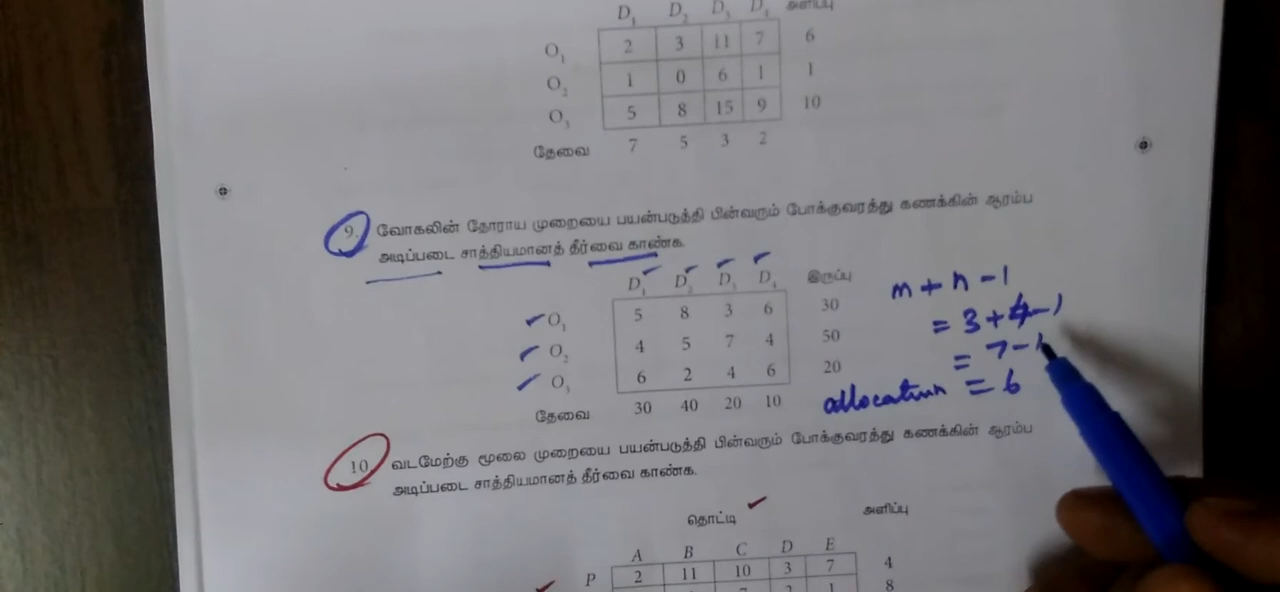 D₁ D₂ D₃ D₄ அளிப்பு
O₁ 2 3 11 7 6
O₂ 1 0 6 1 1
O₃ 5 8 15 9 10
தேவை 7 5 3 2
9. வோகலின் தோராய முறையை பயன்படுத்தி பின்வரும் போக்குவரத்து கணக்கின் ஆரம்ப
அடிப்படை சாத்தியமானத் தீர்வை காண்க.
D₁ D₂ D₃ D₄ இருப்பு
O₁ 5 8 3 6 30
O₂ 4 5 7 4 50
O₃ 6 2 4 6 20
தேவை 30 40 20 10
m + n - 1
= 3 + 4 - 1
= 7 - 1
allocation = 6
10. வடமேற்கு மூலை முறையை பயன்படுத்தி பின்வரும் போக்குவரத்து கணக்கின் ஆரம்ப
அடிப்படை சாத்தியமானத் தீர்வை காண்க.
தொட்டி அளிப்பு
A B C D E
P 2 11 10 3 7 4
8